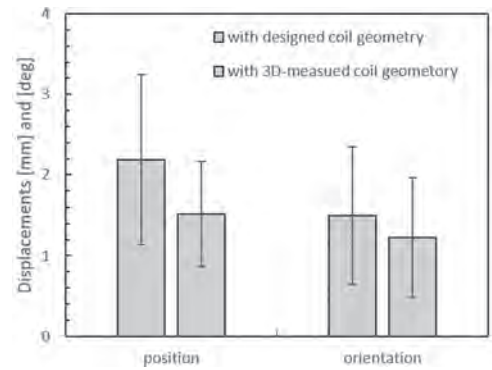 4
with designed coil geometry
with 3D-measued coil geometory
3
2
1
0
Displacements [mm] and [deg]
position
orientation